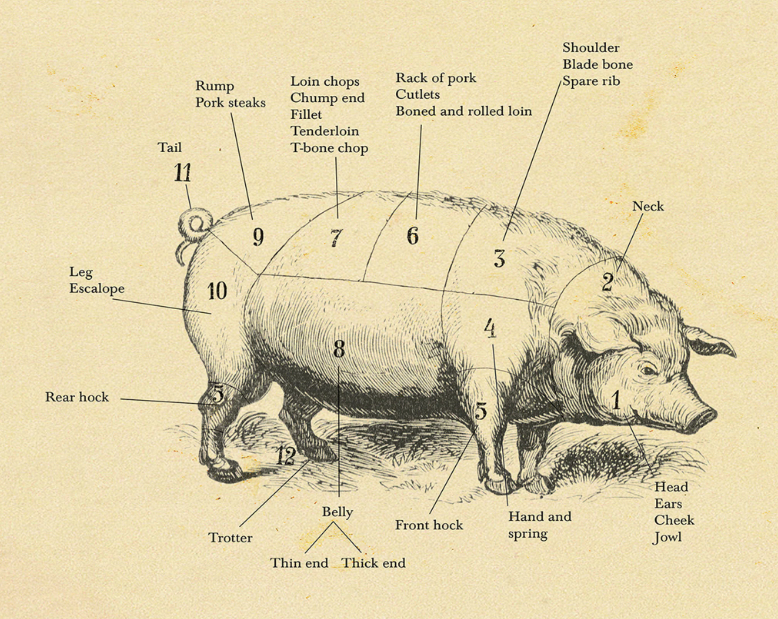 Shoulder
Blade bone
Spare rib
Rump
Pork steaks
Loin chops
Chump end
Fillet
Tenderloin
T-bone chop
Rack of pork
Cutlets
Boned and rolled loin
Tail
11
Neck
9
7
6
3
2
Leg
Escalope
10
4
8
Rear hock
5
5
1
12
Head
Ears
Cheek
Jowl
Belly
Hand and
spring
Front hock
Trotter
Thin end
Thick end